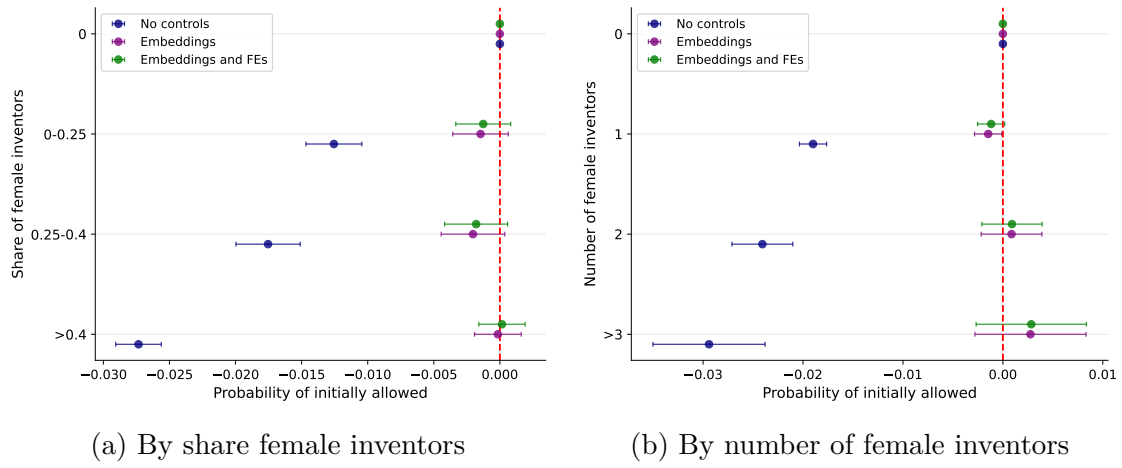 No controls
Embeddings
Embeddings and FEs
0
0-0.25
0.25-0.4
>0.4
Share of female inventors
−0.030 −0.025 −0.020 −0.015 −0.010 −0.005 0.000
Probability of initially allowed
(a) By share female inventors
No controls
Embeddings
Embeddings and FEs
0
1
2
>3
Number of female inventors
−0.03 −0.02 −0.01 0.00 0.01
Probability of initially allowed
(b) By number of female inventors